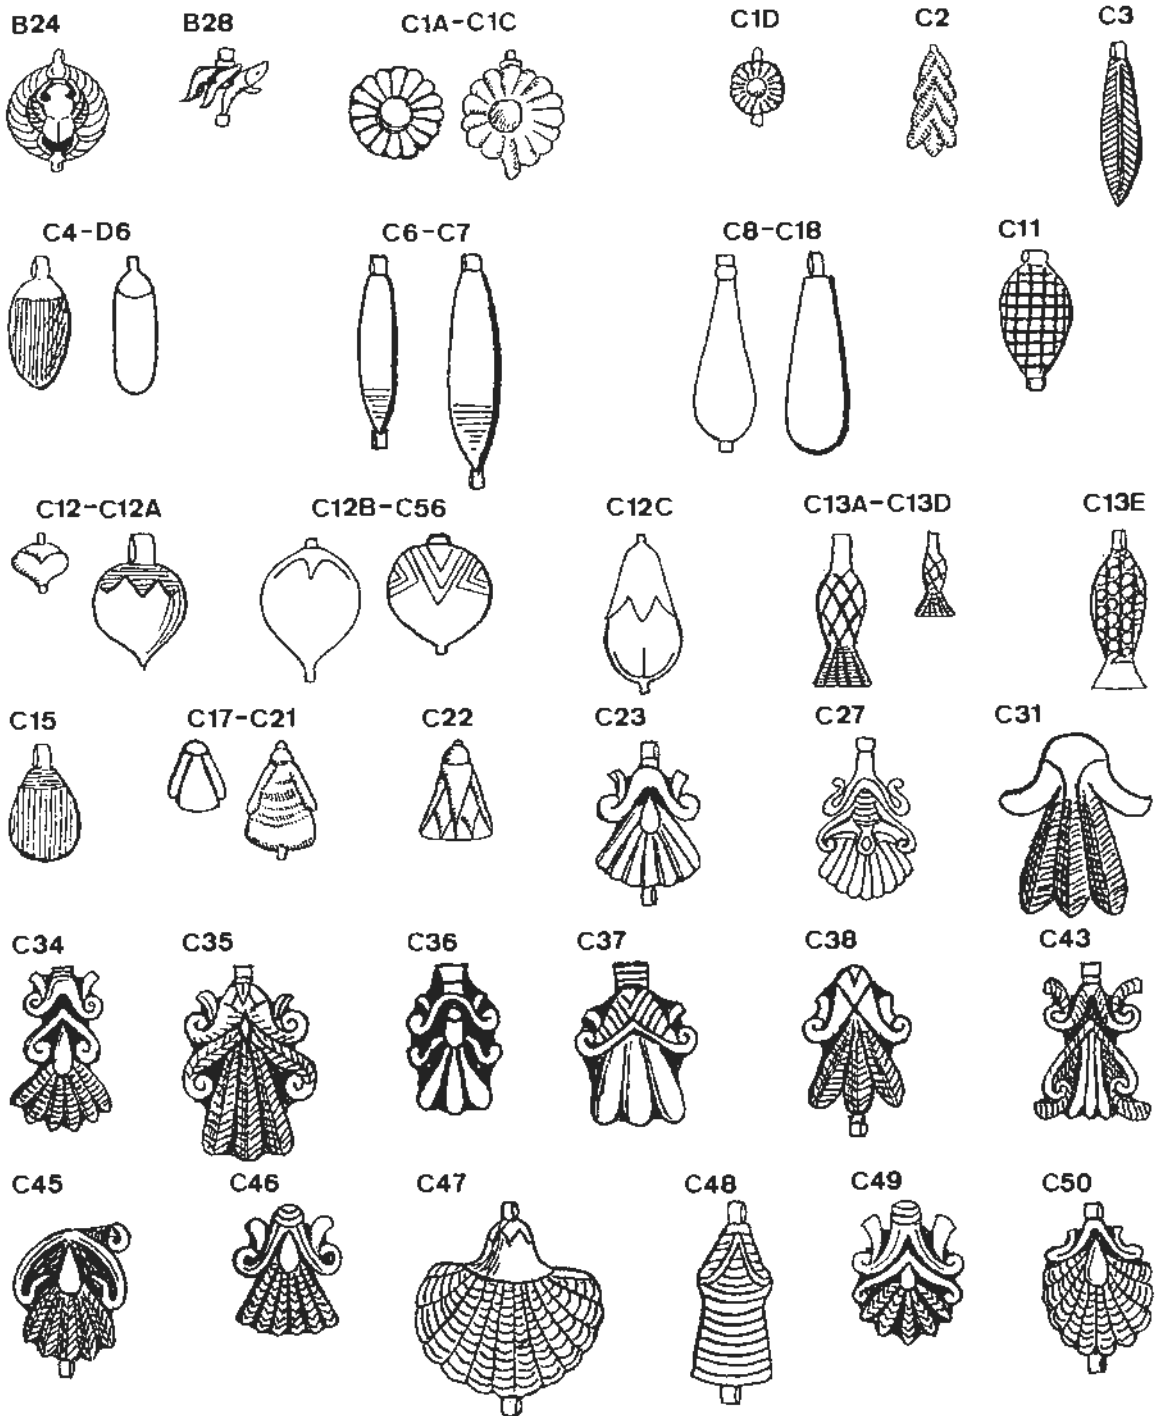 B24 B28 C1A-C1C C1D C2 C3
C4-D6 C6-C7 C8-C18 C11
C12-C12A C12B-C56 C12C C13A-C13D C13E
C15 C17-C21 C22 C23 C27 C31
C34 C35 C36 C37 C38 C43
C45 C46 C47 C48 C49 C50